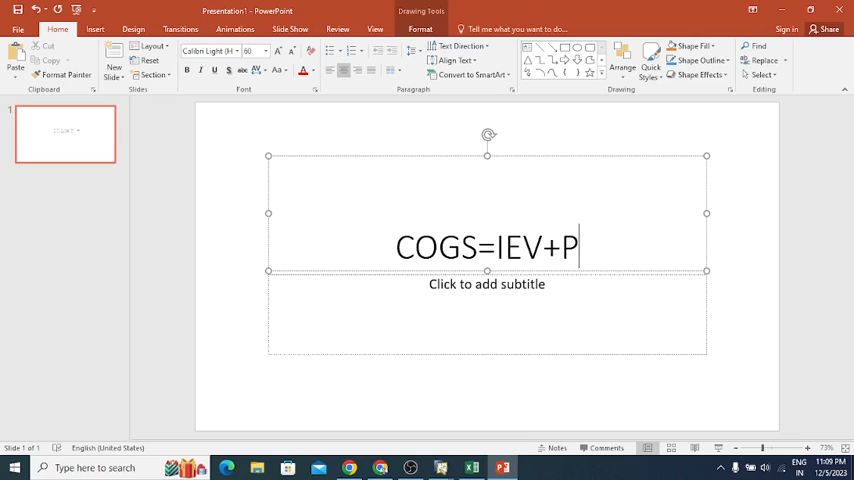 Presentation1 - PowerPoint
Drawing Tools
File
Home
Insert
Design
Transitions
Animations
Slide Show
Review
View
Format
Tell me what you want to do...
Sign in
Share
Paste
Cut
Copy
Format Painter
Clipboard
New Slide
Layout
Reset
Section
Slides
Calibri Light (H
60
B I U S abc AV Aa A
Font
Text Direction
Align Text
Convert to SmartArt
Paragraph
Arrange
Quick Styles
Shape Fill
Shape Outline
Shape Effects
Drawing
Find
Replace
Select
Editing
1
COGS=IEV+P
Click to add subtitle
Slide 1 of 1
English (United States)
Notes
Comments
73%
Type here to search
ENG
IN
11:09 PM
12/5/2023